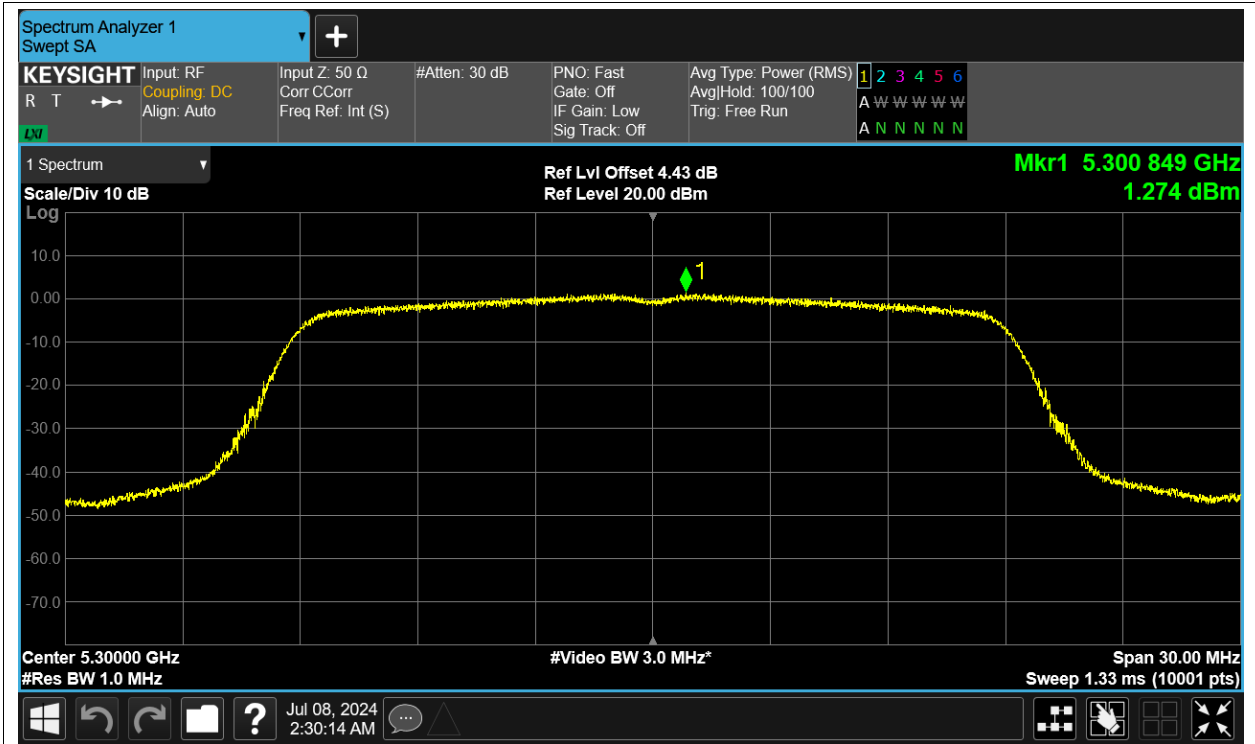 Spectrum Analyzer 1
Swept SA
KEYSIGHT
R T
LXI
Input: RF
Coupling: DC
Align: Auto
Input Z: 50 Ω
Corr CCorr
Freq Ref: Int (S)
#Atten: 30 dB
PNO: Fast
Gate: Off
IF Gain: Low
Sig Track: Off
Avg Type: Power (RMS)
Avg|Hold: 100/100
Trig: Free Run
1 2 3 4 5 6
A W W W W W
A N N N N N
1 Spectrum
Scale/Div 10 dB
Log
Ref Lvl Offset 4.43 dB
Ref Level 20.00 dBm
Mkr1 5.300 849 GHz
1.274 dBm
1
10.0
0.00
-10.0
-20.0
-30.0
-40.0
-50.0
-60.0
-70.0
Center 5.30000 GHz
#Res BW 1.0 MHz
#Video BW 3.0 MHz*
Span 30.00 MHz
Sweep 1.33 ms (10001 pts)
?
Jul 08, 2024
2:30:14 AM